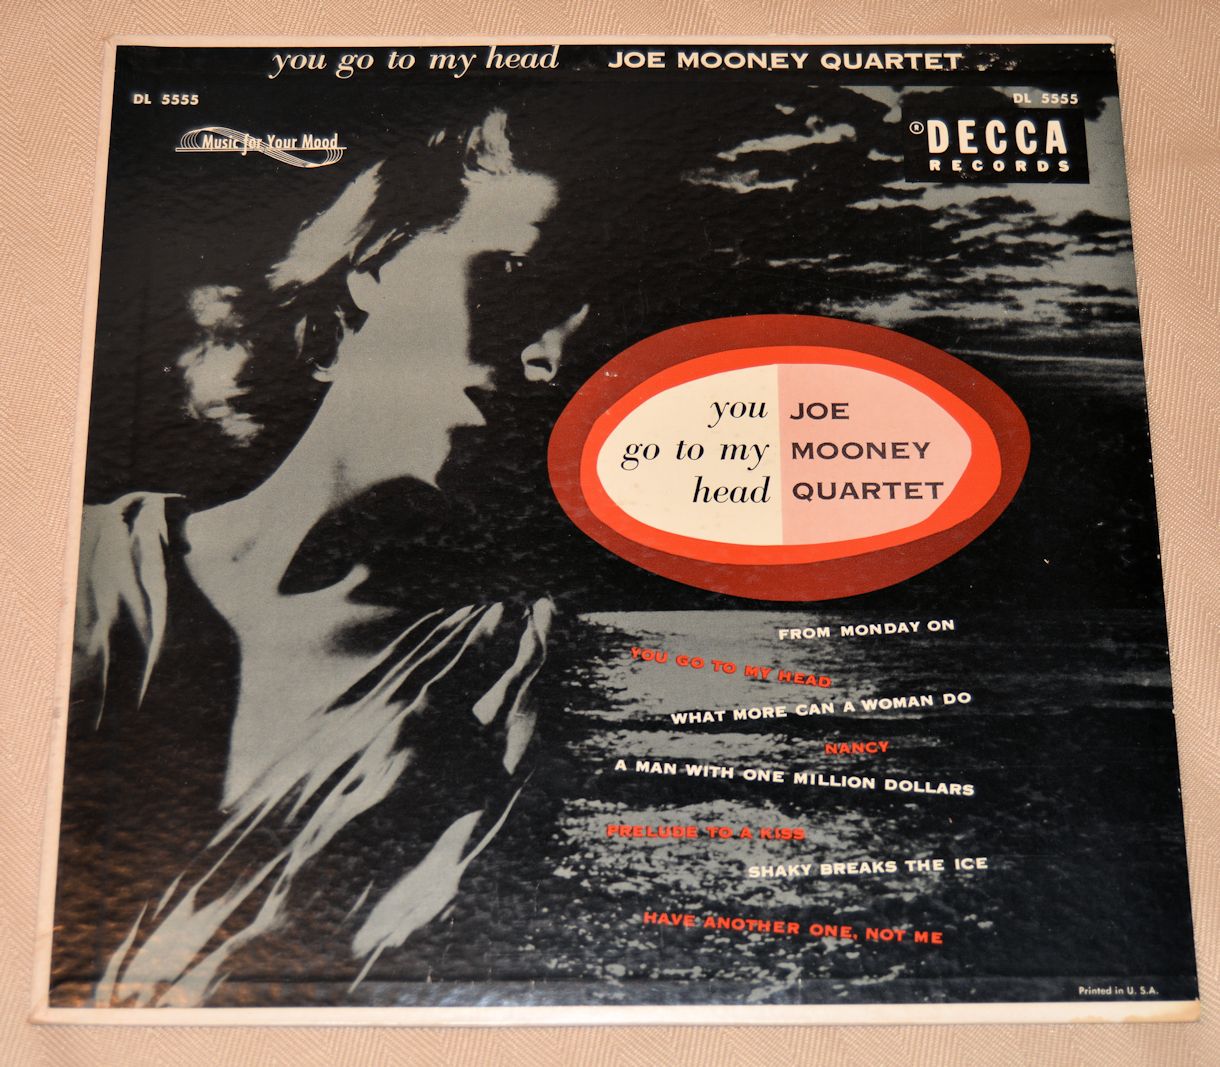 you go to my head JOE MOONEY QUARTET
DL 5555 DL 5555
Music for Your Mood
® DECCA
RECORDS
you
go to my
head
JOE
MOONEY
QUARTET
FROM MONDAY ON
YOU GO TO MY HEAD
WHAT MORE CAN A WOMAN DO
NANCY
A MAN WITH ONE MILLION DOLLARS
PRELUDE TO A KISS
SHAKY BREAKS THE ICE
HAVE ANOTHER ONE, NOT ME
Printed in U. S.A.